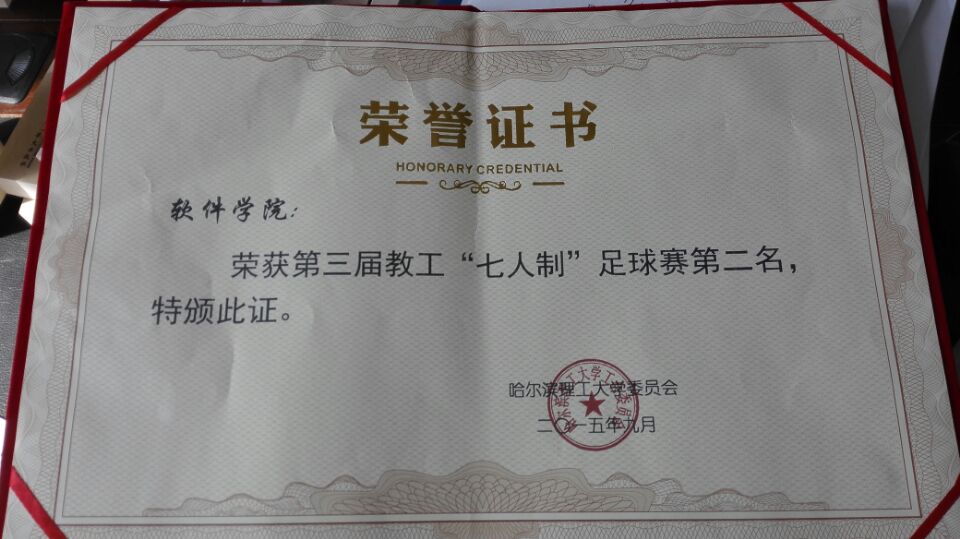 荣誉证书
HONORARY CREDENTIAL
软件学院:
荣获第三届教工“七人制”足球赛第二名，
特颁此证。
哈尔滨理工大学委员会
二〇一五年九月